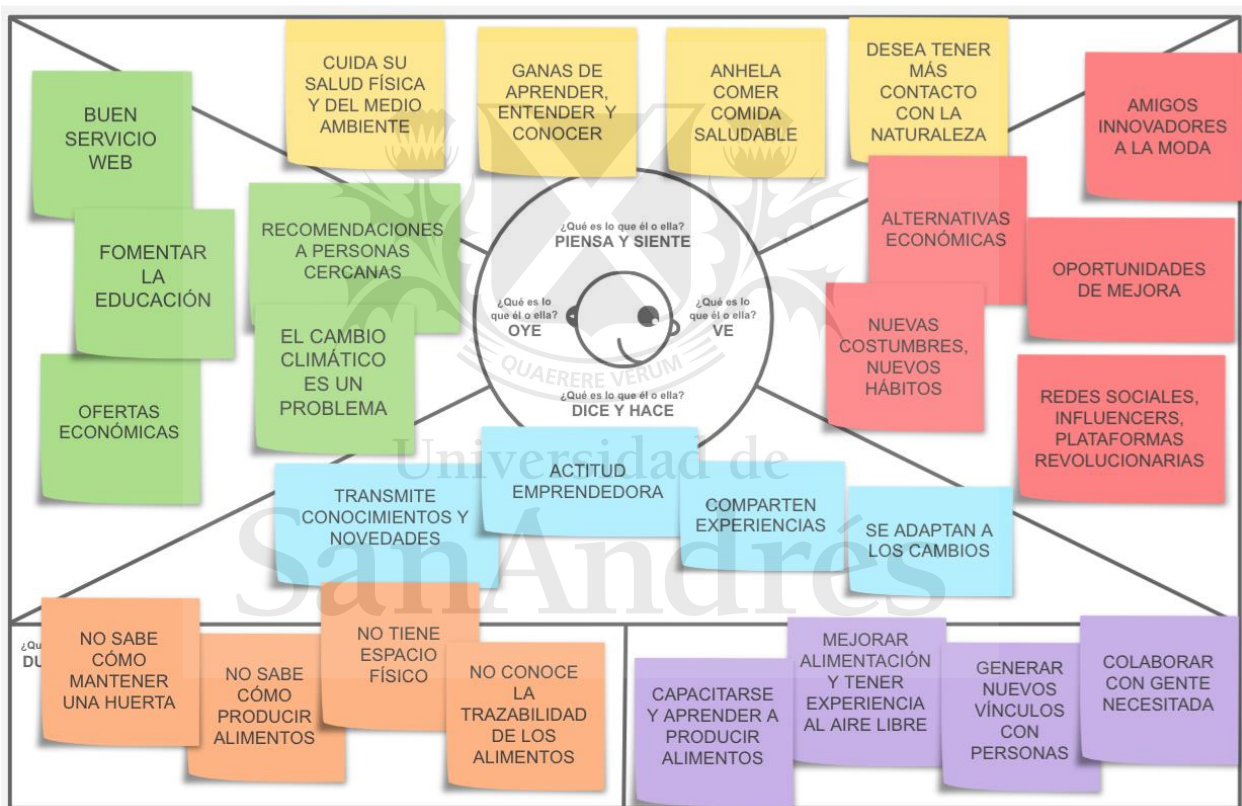 BUEN
SERVICIO
WEB
FOMENTAR
LA
EDUCACIÓN
OFERTAS
ECONÓMICAS
RECOMENDACIONES
A PERSONAS
CERCANAS
EL CAMBIO
CLIMÁTICO
ES UN
PROBLEMA
CUIDA SU
SALUD FÍSICA
Y DEL MEDIO
AMBIENTE
GANAS DE
APRENDER,
ENTENDER Y
CONOCER
ANHELA
COMER
COMIDA
SALUDABLE
DESEA TENER
MÁS
CONTACTO
CON LA
NATURALEZA
AMIGOS
INNOVADORES
A LA MODA
ALTERNATIVAS
ECONÓMICAS
OPORTUNIDADES
DE MEJORA
NUEVAS
COSTUMBRES,
NUEVOS
HÁBITOS
REDES SOCIALES,
INFLUENCERS,
PLATAFORMAS
REVOLUCIONARIAS
¿Qué es lo que él o ella?
PIENSA Y SIENTE
¿Qué es lo
que él o ella?
OYE
¿Qué es lo
que él o ella?
VE
¿Qué es lo que él o ella?
DICE Y HACE
QUAERERE VERUM
Universidad de
SanAndrés
TRANSMITE
CONOCIMIENTOS Y
NOVEDADES
ACTITUD
EMPRENDEDORA
COMPARTEN
EXPERIENCIAS
SE ADAPTAN A
LOS CAMBIOS
NO SABE
CÓMO
MANTENER
UNA HUERTA
NO SABE
CÓMO
PRODUCIR
ALIMENTOS
NO TIENE
ESPACIO
FÍSICO
NO CONOCE
LA
TRAZABILIDAD
DE LOS
ALIMENTOS
CAPACITARSE
Y APRENDER A
PRODUCIR
ALIMENTOS
MEJORAR
ALIMENTACIÓN
Y TENER
EXPERIENCIA
AL AIRE LIBRE
GENERAR
NUEVOS
VÍNCULOS
CON
PERSONAS
COLABORAR
CON GENTE
NECESITADA